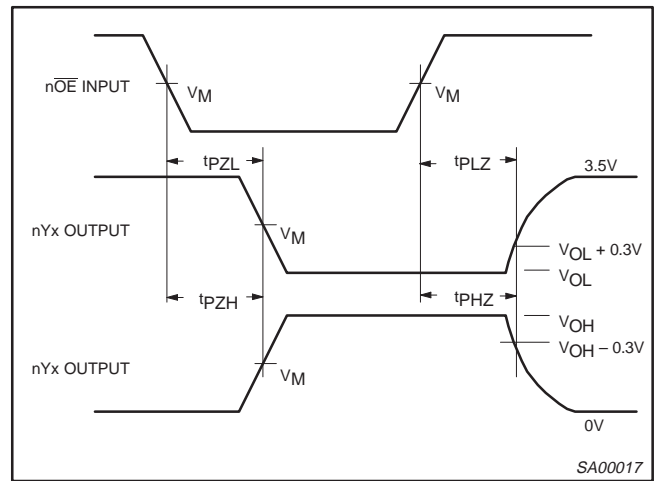 nOE INPUT
VM
VM
tPZL
tPLZ
3.5V
nYx OUTPUT
VM
VOL + 0.3V
VOL
tPZH
tPHZ
VOH
VOH – 0.3V
nYx OUTPUT
VM
0V
SA00017